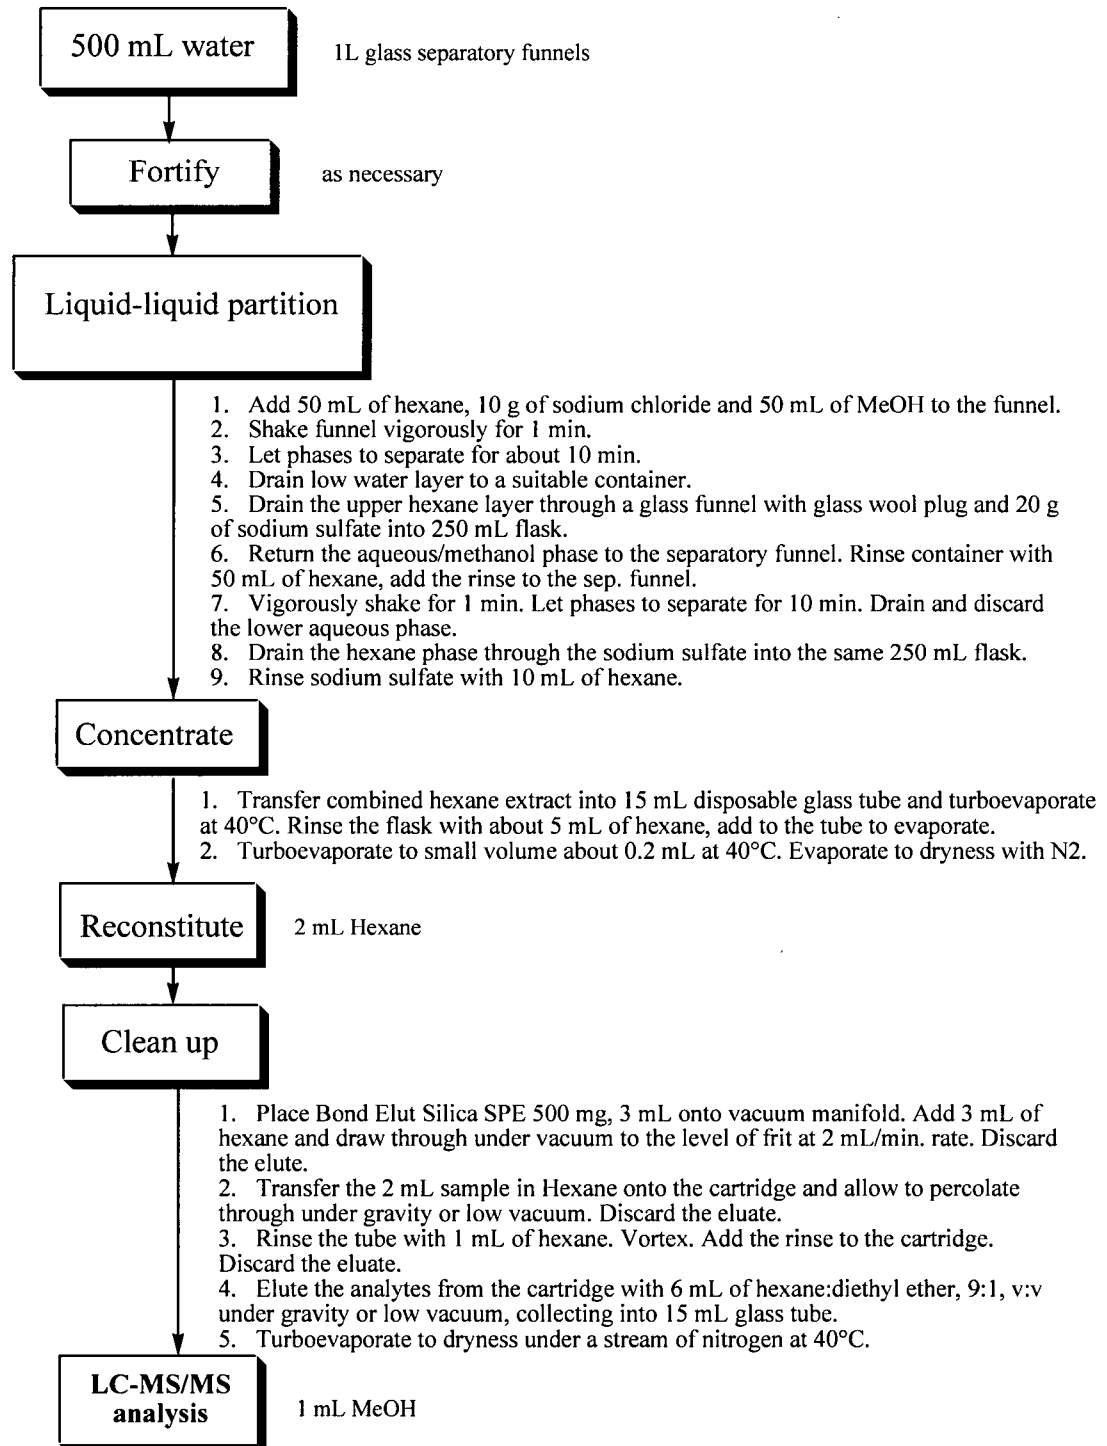 500 mL water
1L glass separatory funnels
Fortify
as necessary
Liquid-liquid partition
1. Add 50 mL of hexane, 10 g of sodium chloride and 50 mL of MeOH to the funnel.
2. Shake funnel vigorously for 1 min.
3. Let phases to separate for about 10 min.
4. Drain low water layer to a suitable container.
5. Drain the upper hexane layer through a glass funnel with glass wool plug and 20 g
of sodium sulfate into 250 mL flask.
6. Return the aqueous/methanol phase to the separatory funnel. Rinse container with
50 mL of hexane, add the rinse to the sep. funnel.
7. Vigorously shake for 1 min. Let phases to separate for 10 min. Drain and discard
the lower aqueous phase.
8. Drain the hexane phase through the sodium sulfate into the same 250 mL flask.
9. Rinse sodium sulfate with 10 mL of hexane.
Concentrate
1. Transfer combined hexane extract into 15 mL disposable glass tube and turboevaporate
at 40°C. Rinse the flask with about 5 mL of hexane, add to the tube to evaporate.
2. Turboevaporate to small volume about 0.2 mL at 40°C. Evaporate to dryness with N2.
Reconstitute
2 mL Hexane
Clean up
1. Place Bond Elut Silica SPE 500 mg, 3 mL onto vacuum manifold. Add 3 mL of
hexane and draw through under vacuum to the level of frit at 2 mL/min. rate. Discard
the elute.
2. Transfer the 2 mL sample in Hexane onto the cartridge and allow to percolate
through under gravity or low vacuum. Discard the eluate.
3. Rinse the tube with 1 mL of hexane. Vortex. Add the rinse to the cartridge.
Discard the eluate.
4. Elute the analytes from the cartridge with 6 mL of hexane:diethyl ether, 9:1, v:v
under gravity or low vacuum, collecting into 15 mL glass tube.
5. Turboevaporate to dryness under a stream of nitrogen at 40°C.
LC-MS/MS
analysis
1 mL MeOH